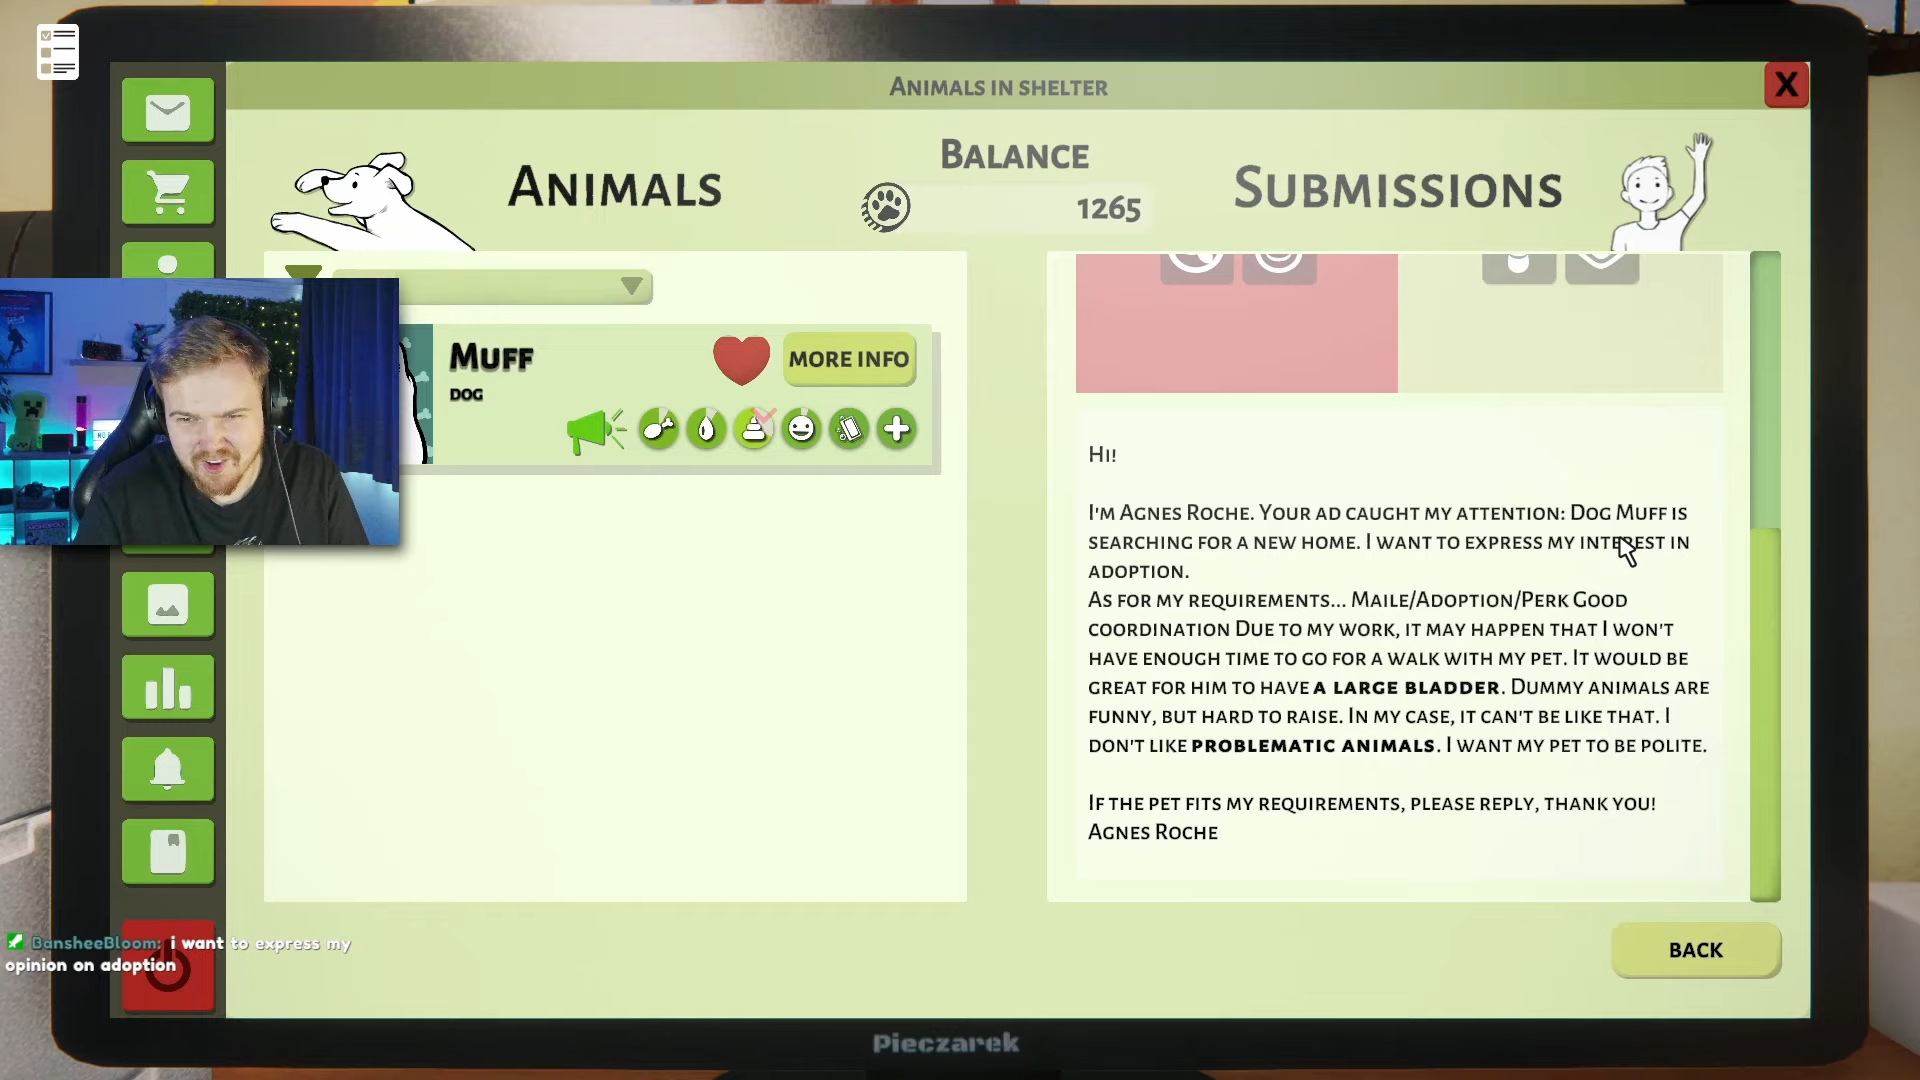 Animals in shelter
X
Animals
Balance
1265
Submissions
Muff
DOG
MORE INFO
Hi!
I'm Agnes Roche. Your ad caught my attention: Dog Muff is
searching for a new home. I want to express my interest in
adoption.
As for my requirements... Maile/Adoption/Perk Good
coordination Due to my work, it may happen that I won't
have enough time to go for a walk with my pet. It would be
great for him to have a large bladder. Dummy animals are
funny, but hard to raise. In my case, it can't be like that. I
don't like problematic animals. I want my pet to be polite.
If the pet fits my requirements, please reply, thank you!
Agnes Roche
BACK
BansheeBloom: i want to express my
opinion on adoption
Pieczarek